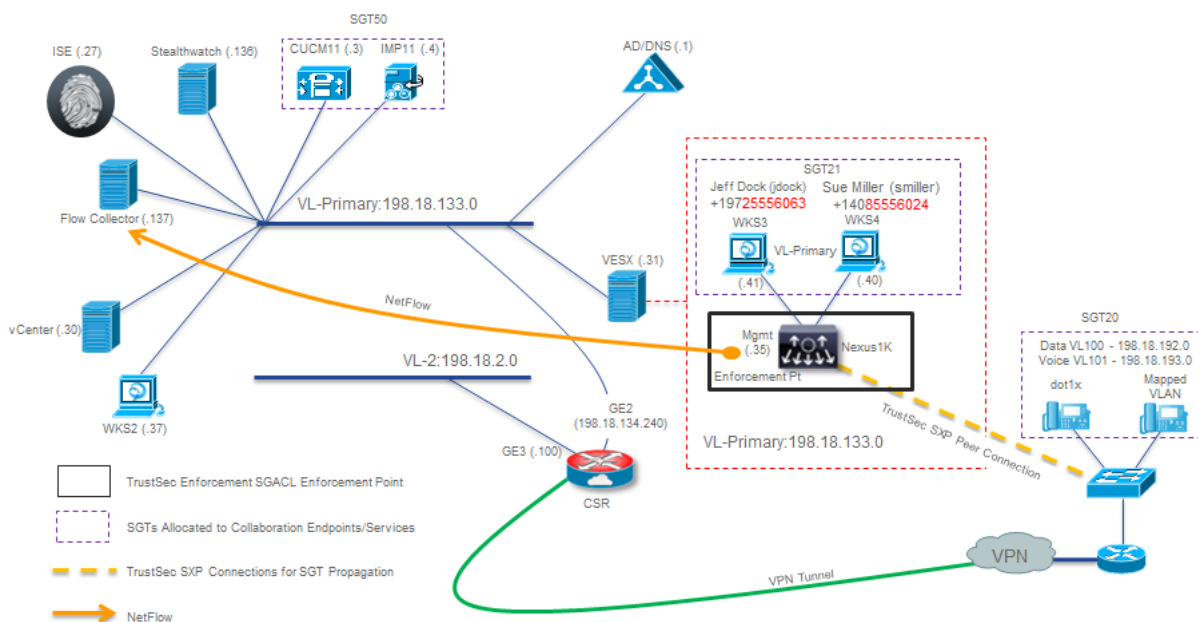 SGT50
ISE (.27)
Stealthwatch (.136)
CUCM11 (.3)
IMP11 (.4)
AD/DNS (.1)
SGT21
Jeff Dock (jdock)
+19725556063
WKS3
Sue Miller (smiller)
+14085556024
WKS4
VL-Primary
(.41)
(.40)
Flow Collector (.137)
VL-Primary:198.18.133.0
VESX (.31)
NetFlow
vCenter (.30)
Mgmt
(.35)
Nexus1K
Enforcement Pt
SGT20
Data VL100 - 198.18.192.0
Voice VL101 - 198.18.193.0
dot1x
Mapped
VLAN
VL-2:198.18.2.0
WKS2 (.37)
GE2
(198.18.134.240)
GE3 (.100)
CSR
VL-Primary:198.18.133.0
TrustSec SXP Peer Connection
VPN
VPN Tunnel
TrustSec Enforcement SGACL Enforcement Point
SGTs Allocated to Collaboration Endpoints/Services
TrustSec SXP Connections for SGT Propagation
NetFlow